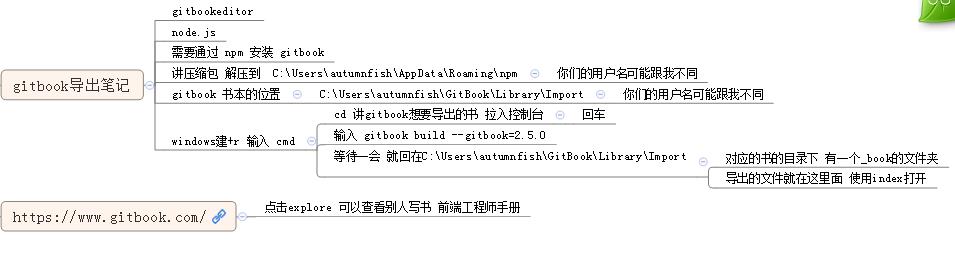 gitbookeditor
node.js
需要通过 npm 安装 gitbook
gitbook导出笔记
讲压缩包 解压到 C:\Users\autumnfish\AppData\Roaming\npm 你们的用户名可能跟我不同
gitbook 书本的位置 C:\Users\autumnfish\GitBook\Library\Import 你们的用户名可能跟我不同
cd 讲gitbook想要导出的书 拉入控制台 回车
windows建+r 输入 cmd
输入 gitbook build --gitbook=2.5.0
等待一会 就回在C:\Users\autumnfish\GitBook\Library\Import
对应的书的目录下 有一个_book的文件夹
导出的文件就在这里面 使用index打开
https://www.gitbook.com/
点击explore 可以查看别人写书 前端工程师手册